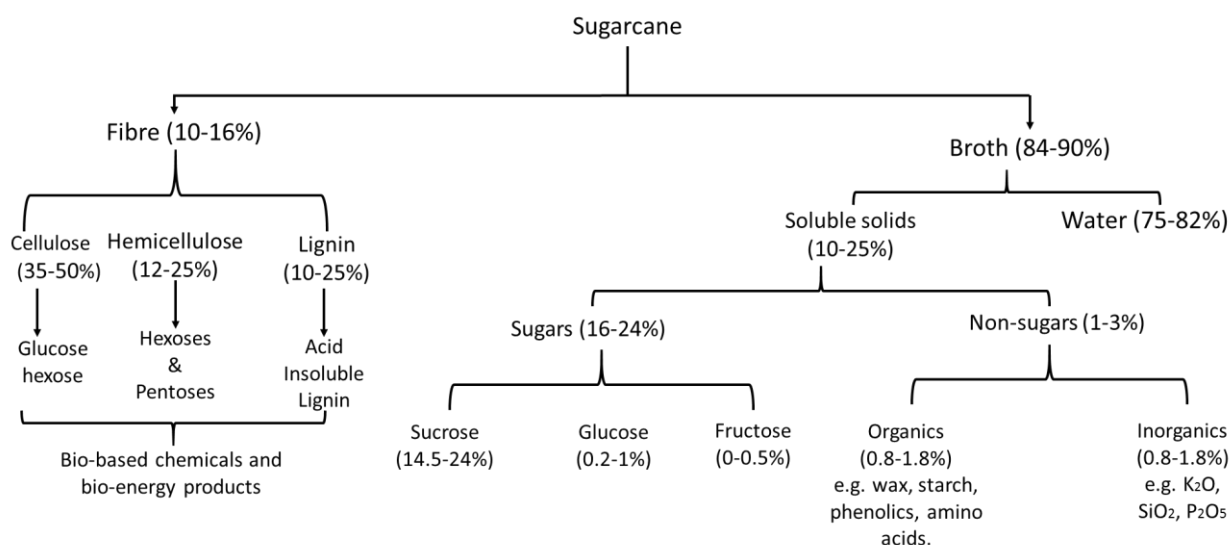 Sugarcane
Fibre (10-16%)
Broth (84-90%)
Cellulose
(35-50%)
Hemicellulose
(12-25%)
Lignin
(10-25%)
Soluble solids
(10-25%)
Water (75-82%)
Glucose
hexose
Hexoses
&
Pentoses
Acid
Insoluble
Lignin
Sugars (16-24%)
Non-sugars (1-3%)
Bio-based chemicals and
bio-energy products
Sucrose
(14.5-24%)
Glucose
(0.2-1%)
Fructose
(0-0.5%)
Organics
(0.8-1.8%)
e.g. wax, starch,
phenolics, amino
acids.
Inorganics
(0.8-1.8%)
e.g. K₂O,
SiO₂, P₂O₅